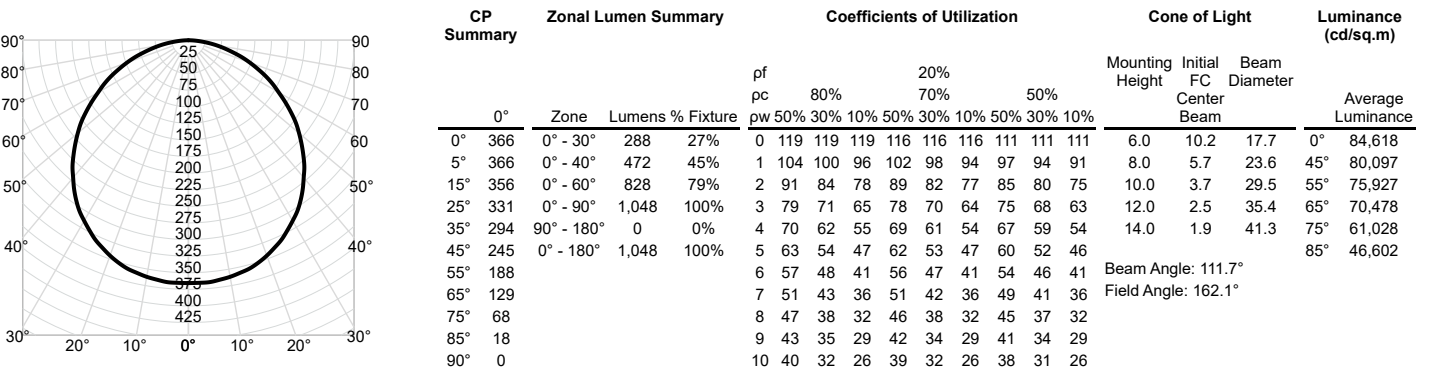 CP Summary Zonal Lumen Summary Coefficients of Utilization Cone of Light Luminance (cd/sq.m)
90° 90
80° 80
70° 70
60° 60
50° 50°
40° 40°
30° 30°
20° 10° 0° 10° 20°
25
50
75
100
125
150
175
200
225
250
275
300
325
350
375
400
425
0°
0° 366
5° 366
15° 356
25° 331
35° 294
45° 245
55° 188
65° 129
75° 68
85° 18
90° 0
Zone Lumens % Fixture
0° - 30° 288 27%
0° - 40° 472 45%
0° - 60° 828 79%
0° - 90° 1,048 100%
90° - 180° 0 0%
0° - 180° 1,048 100%
ρf 20%
ρc 80% 70% 50%
ρw 50% 30% 10% 50% 30% 10% 50% 30% 10%
0 119 119 119 116 116 116 111 111 111
1 104 100 96 102 98 94 97 94 91
2 91 84 78 89 82 77 85 80 75
3 79 71 65 78 70 64 75 68 63
4 70 62 55 69 61 54 67 59 54
5 63 54 47 62 53 47 60 52 46
6 57 48 41 56 47 41 54 46 41
7 51 43 36 51 42 36 49 41 36
8 47 38 32 46 38 32 45 37 32
9 43 35 29 42 34 29 41 34 29
10 40 32 26 39 32 26 38 31 26
Mounting Height Initial FC Center Beam Beam Diameter
6.0 10.2 17.7
8.0 5.7 23.6
10.0 3.7 29.5
12.0 2.5 35.4
14.0 1.9 41.3
Beam Angle: 111.7°
Field Angle: 162.1°
Average Luminance
0° 84,618
45° 80,097
55° 75,927
65° 70,478
75° 61,028
85° 46,602